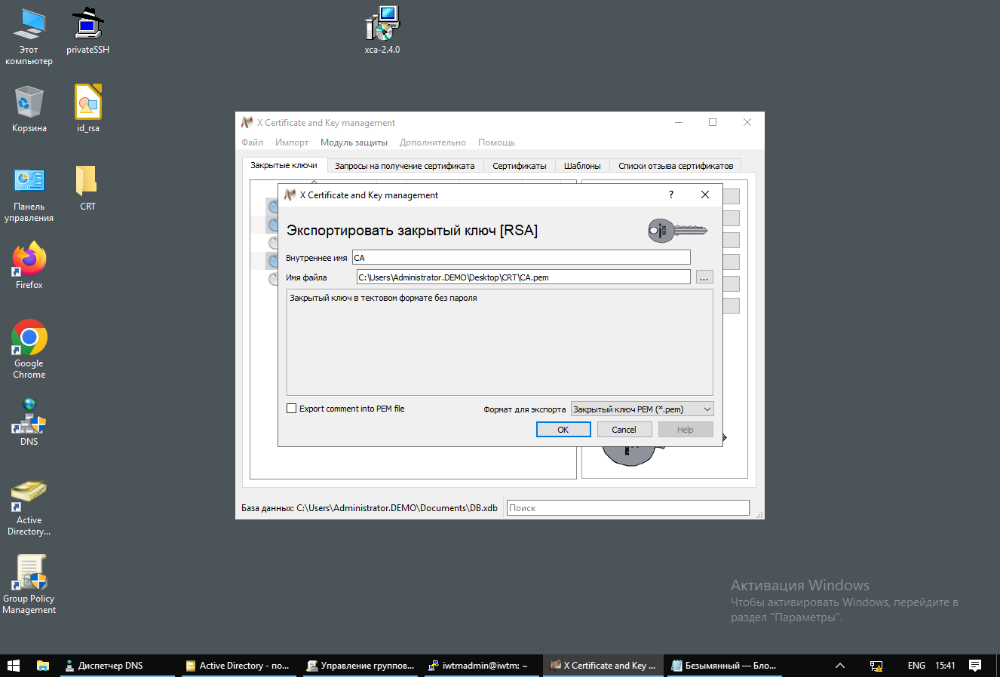 Этот
компьютер
privateSSH
xca-2.4.0
Корзина
id_rsa
Панель
управления
CRT
Firefox
Google
Chrome
DNS
Active
Directory...
Group Policy
Management
X Certificate and Key management
Файл Импорт Модуль защиты Дополнительно Помощь
Закрытые ключи Запросы на получение сертификата Сертификаты Шаблоны Списки отзыва сертификатов
X Certificate and Key management
?
Экспортировать закрытый ключ [RSA]
Внутреннее имя CA
Имя файла C:\Users\Administrator.DEMO\Desktop\CRT\CA.pem ...
Закрытый ключ в тектовом формате без пароля
Export comment into PEM file
Формат для экспорта Закрытый ключ PEM (*.pem)
OK Cancel Help
База данных: C:\Users\Administrator.DEMO\Documents\DB.xdb Поиск
Активация Windows
Чтобы активировать Windows, перейдите в
раздел "Параметры".
Диспетчер DNS Active Directory - по... Управление группов... iwtmadmin@iwtm: ~ X Certificate and Key ... Безымянный — Бло... ENG 15:41